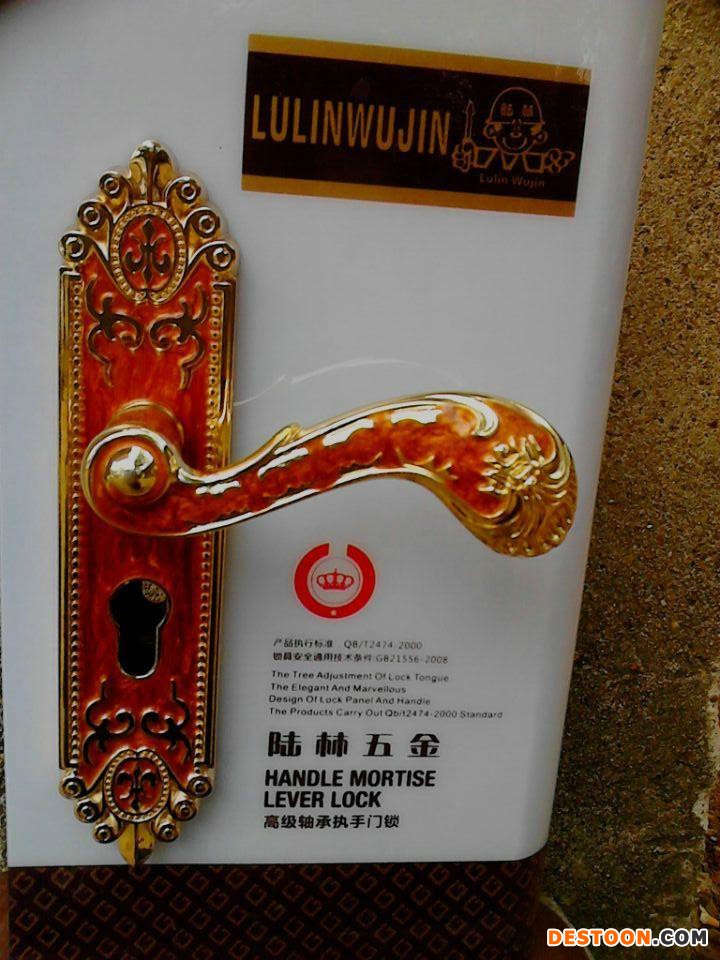 LULINWUJIN
陆林
Lulin Wujin
产品执行标准 QB/T2474-2000
锁具安全通用技术条件:GB21556-2008
The Tree Adjustment Of Lock Tongue
The Elegant And Marvellous
Design Of Lock Panel And Handle
The Products Carry Out Qb/t2474-2000 Standard
陆林五金
HANDLE MORTISE
LEVER LOCK
高级轴承执手门锁
DESTOON.COM